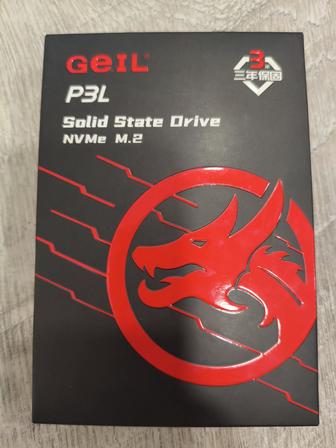 GeIL
3
三年保固
P3L
Solid State Drive
NVMe M.2